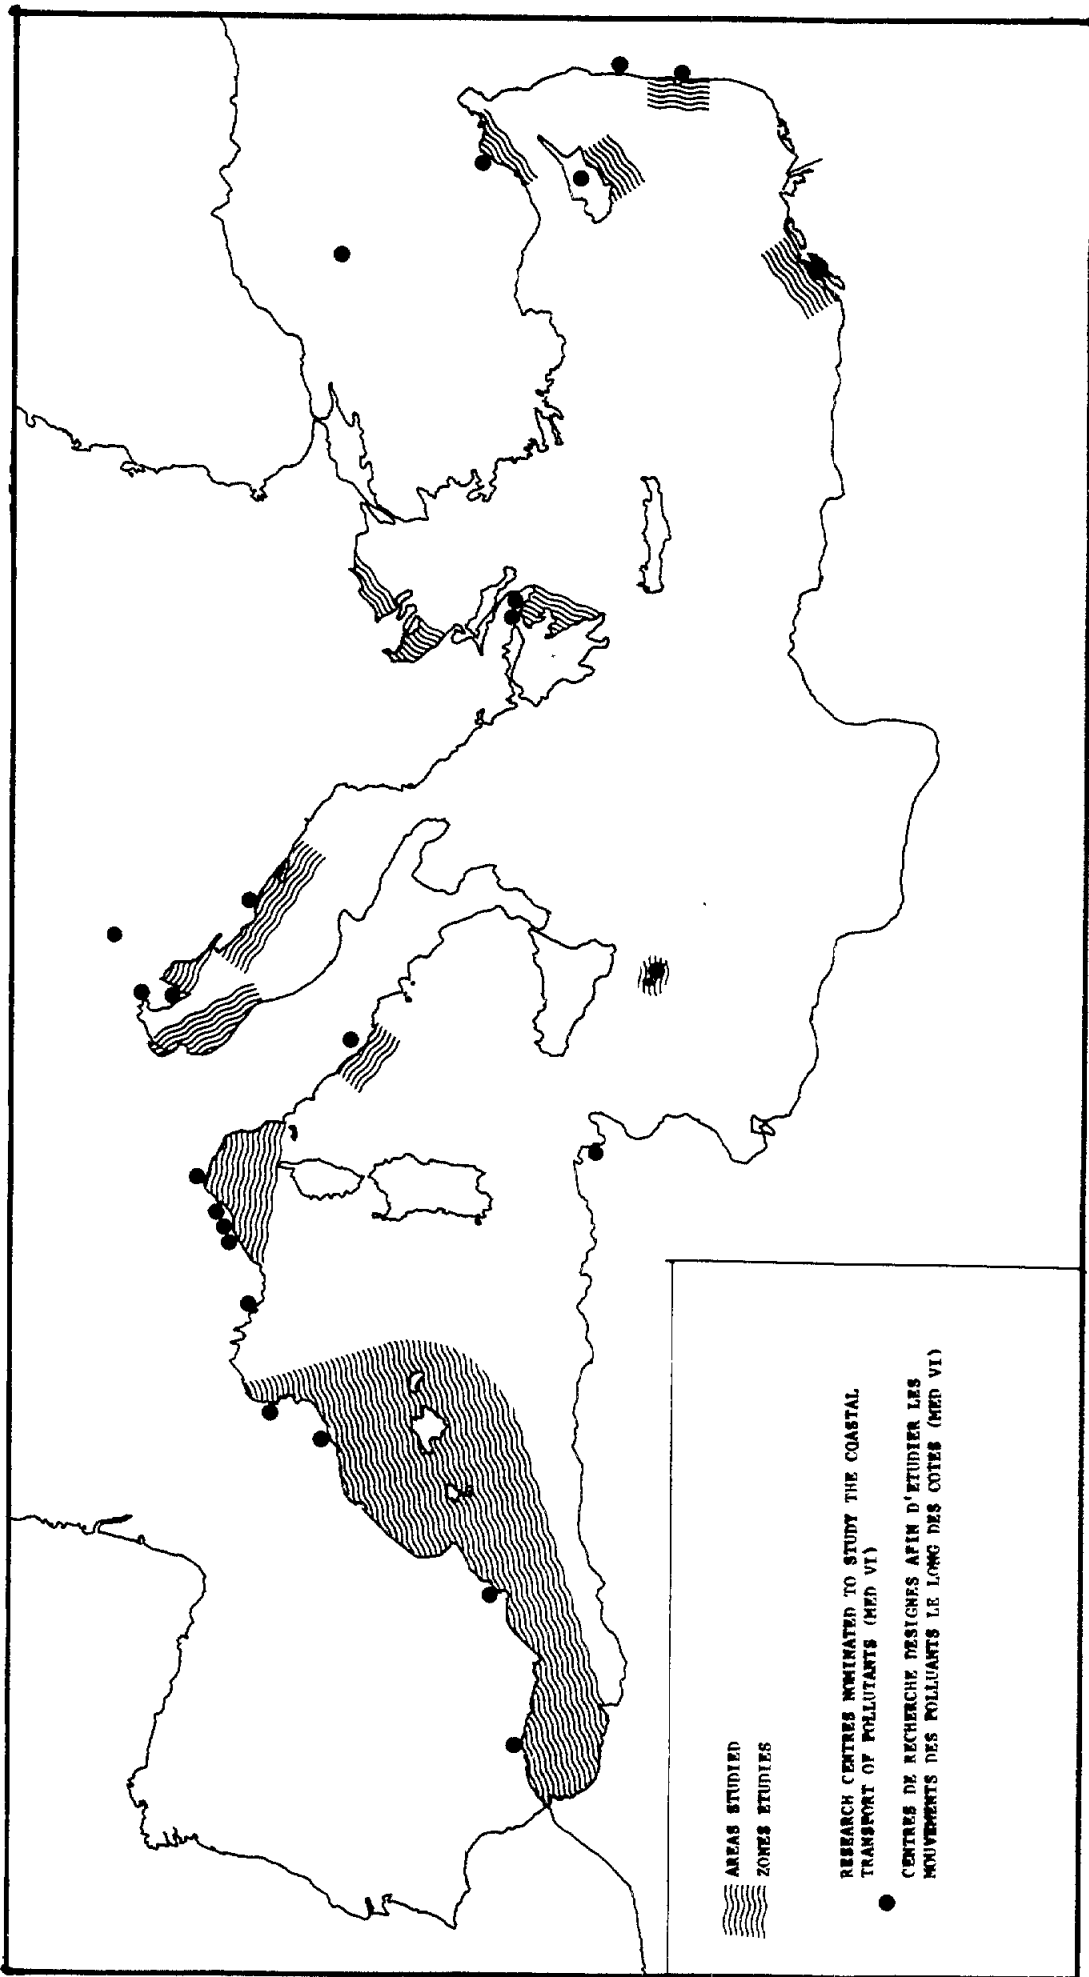 AREAS STUDIED
ZONES ETUDIES
RESEARCH CENTRES NOMINATED TO STUDY THE COASTAL
TRANSPORT OF POLLUTANTS (MED VI)
CENTRES DE RECHERCHE DESIGNES AFIN D'ETUDIER LES
MOUVEMENTS DES POLLUANTS LE LONG DES COTES (MED VI)